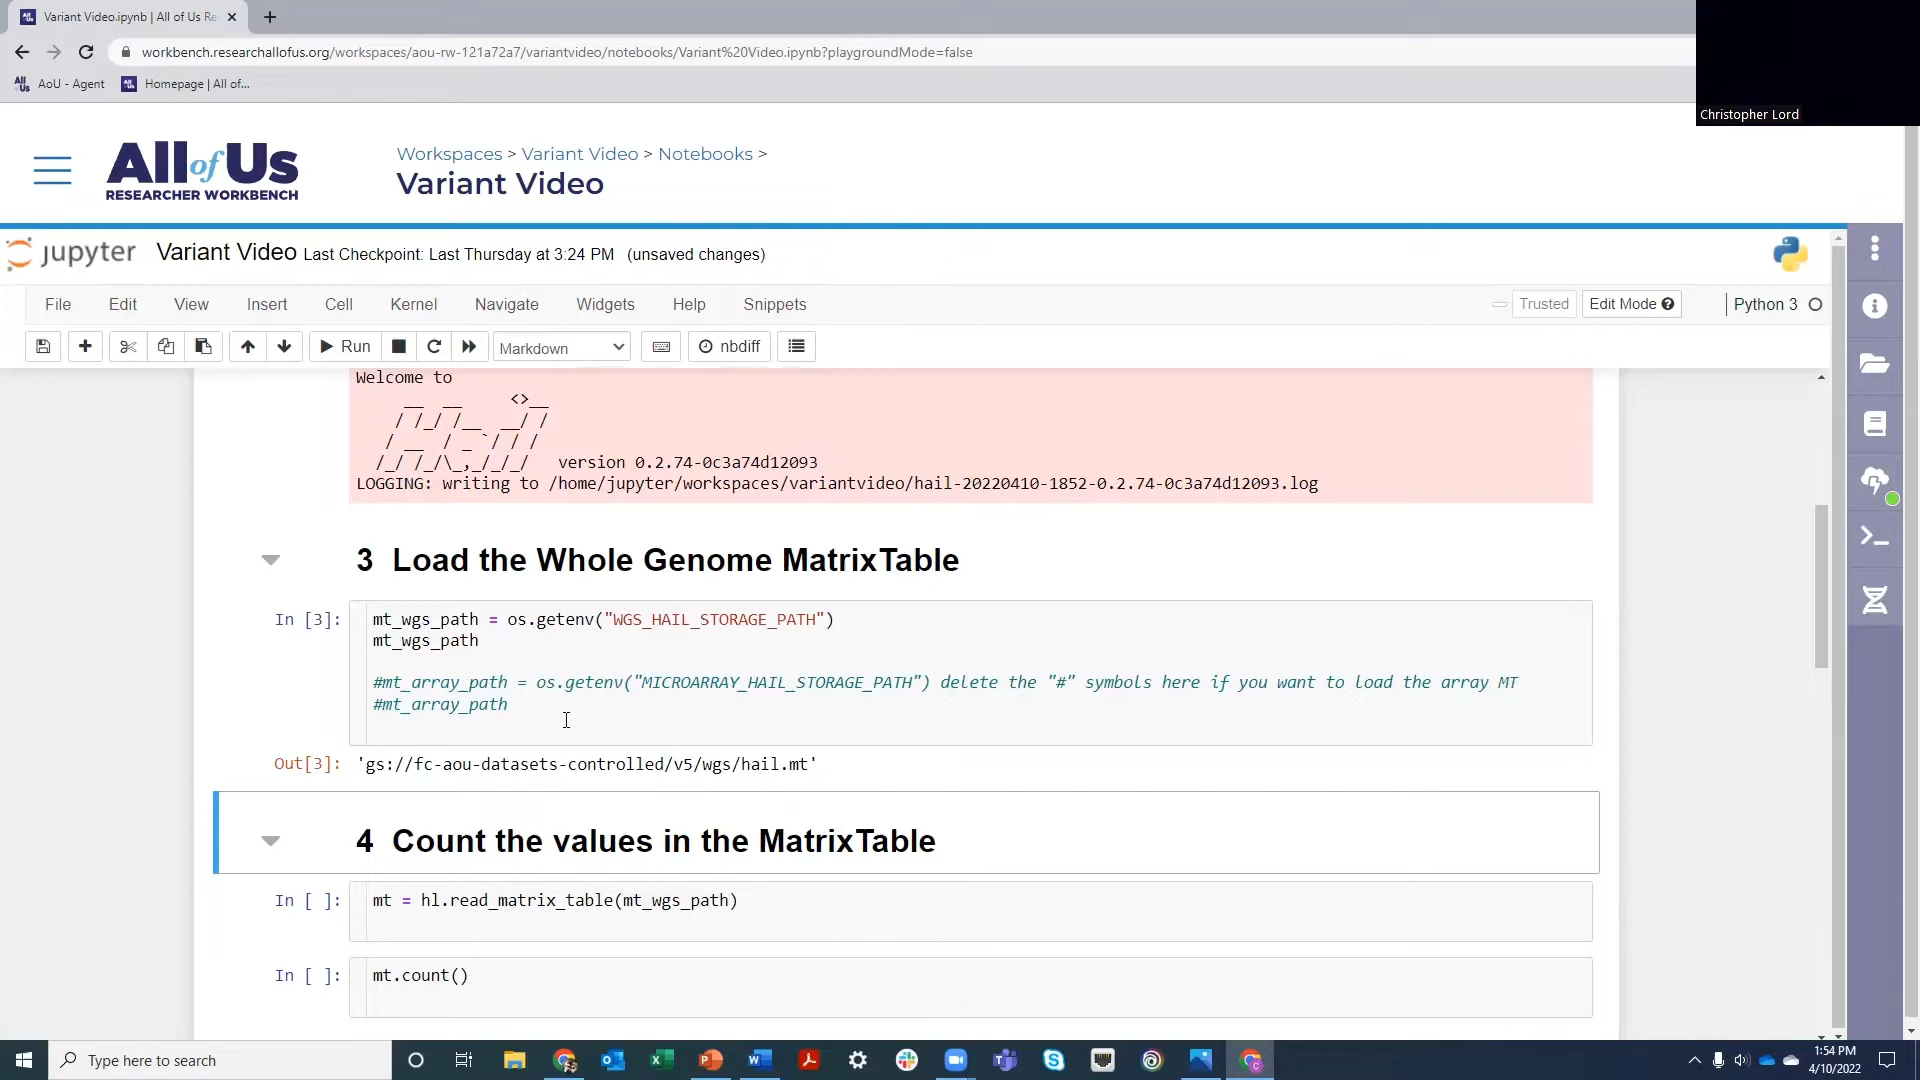 Variant Video.ipynb | All of Us Re
workbench.researchallofus.org/workspaces/aou-rw-121a72a7/variantvideo/notebooks/Variant%20Video.ipynb?playgroundMode=false
AoU - Agent
Homepage | All of...
Christopher Lord
All of Us
RESEARCHER WORKBENCH
Workspaces > Variant Video > Notebooks >
Variant Video
jupyter Variant Video Last Checkpoint: Last Thursday at 3:24 PM (unsaved changes)
File Edit View Insert Cell Kernel Navigate Widgets Help Snippets Trusted Edit Mode Python 3
Run Markdown nbdiff
Welcome to
     __  __     <>__
    / /_/ /__  __/ /
   / __  / _ `/ / /
  /_/ /_/\_,_/_/_/   version 0.2.74-0c3a74d12093
LOGGING: writing to /home/jupyter/workspaces/variantvideo/hail-20220410-1852-0.2.74-0c3a74d12093.log
3 Load the Whole Genome MatrixTable
In [3]: mt_wgs_path = os.getenv("WGS_HAIL_STORAGE_PATH")
mt_wgs_path
#mt_array_path = os.getenv("MICROARRAY_HAIL_STORAGE_PATH") delete the "#" symbols here if you want to load the array MT
#mt_array_path
Out[3]: 'gs://fc-aou-datasets-controlled/v5/wgs/hail.mt'
4 Count the values in the MatrixTable
In [ ]: mt = hl.read_matrix_table(mt_wgs_path)
In [ ]: mt.count()
Type here to search
1:54 PM
4/10/2022